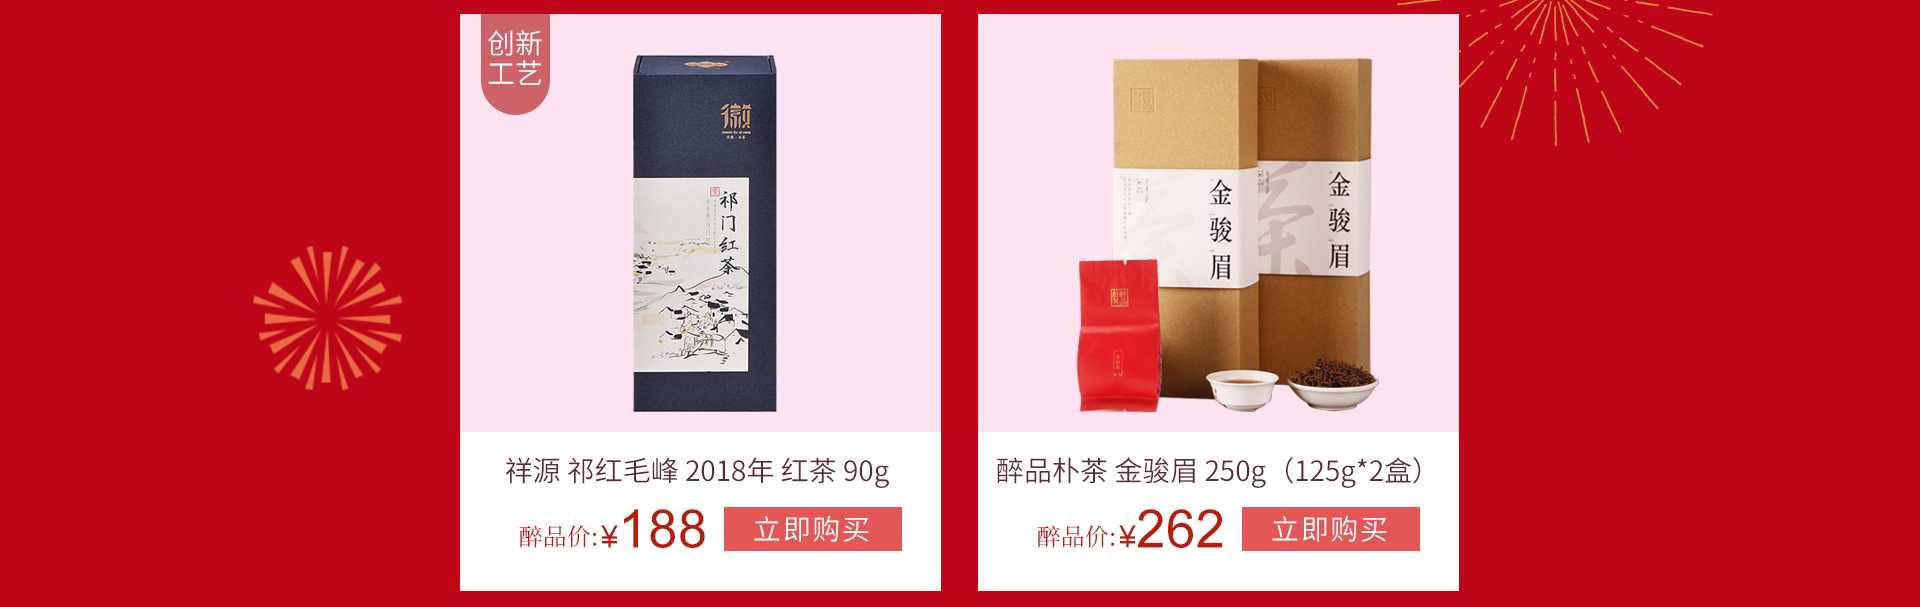 创新
工艺
徽
祁门红茶
祥源 祁红毛峰 2018年 红茶 90g
醉品价:¥188
立即购买
金骏眉
金骏眉
醉品朴茶 金骏眉 250g（125g*2盒）
醉品价:¥262
立即购买